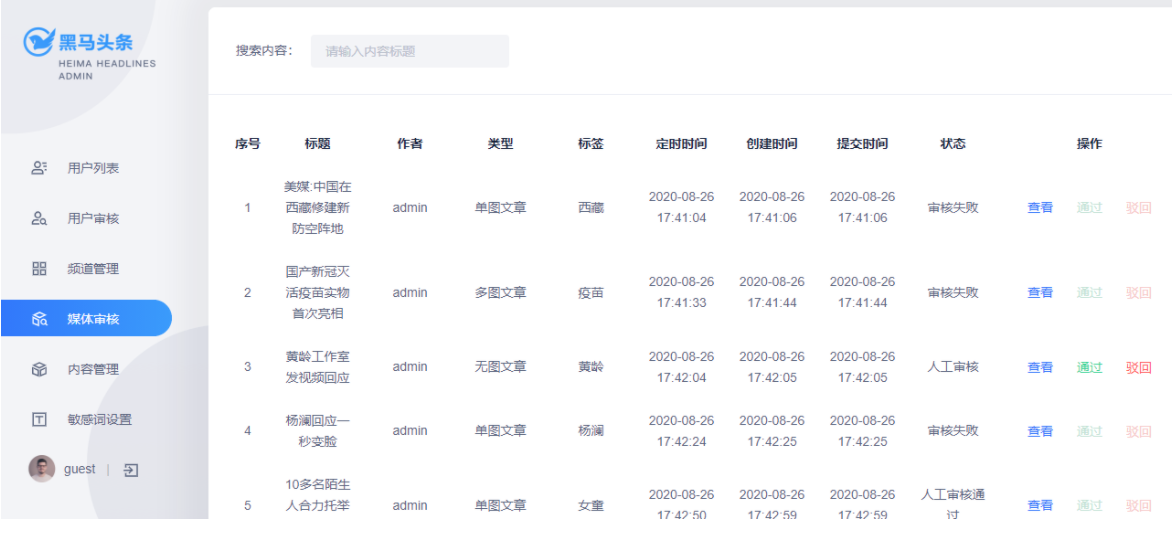 黑马头条
HEIMA HEADLINES
ADMIN
用户列表
用户审核
频道管理
媒体审核
内容管理
敏感词设置
guest
搜索内容： 请输入内容标题
序号 标题 作者 类型 标签 定时时间 创建时间 提交时间 状态 操作
美媒:中国在
西藏修建新
防空阵地
1 admin 单图文章 西藏
2020-08-26 2020-08-26 2020-08-26
17:41:04 17:41:06 17:41:06
审核失败 查看 通过 驳回
国产新冠灭
活疫苗实物
首次亮相
2 admin 多图文章 疫苗
2020-08-26 2020-08-26 2020-08-26
17:41:33 17:41:44 17:41:44
审核失败 查看 通过 驳回
黄龄工作室
发视频回应
3 admin 无图文章 黄龄
2020-08-26 2020-08-26 2020-08-26
17:42:04 17:42:05 17:42:05
人工审核 查看 通过 驳回
杨澜回应一
秒变脸
4 admin 单图文章 杨澜
2020-08-26 2020-08-26 2020-08-26
17:42:24 17:42:25 17:42:25
审核失败 查看 通过 驳回
10多名陌生
人合力托举
5 admin 单图文章 女童
2020-08-26 2020-08-26 2020-08-26
17:42:50 17:42:59 17:42:59
人工审核通
过
查看 通过 驳回